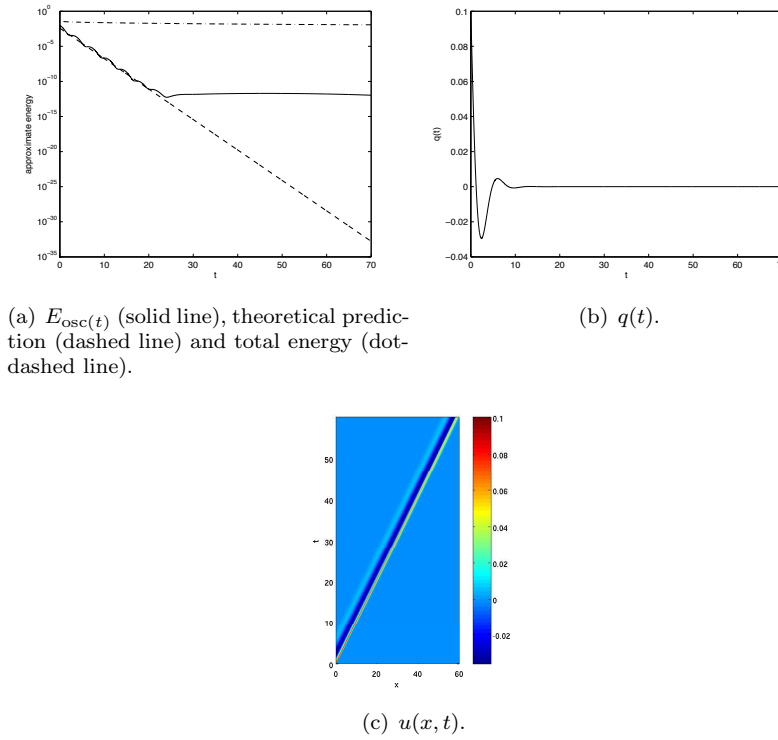 10^0
10^-5
10^-10
10^-15
10^-20
10^-25
10^-30
10^-35
approximate energy
0 10 20 30 40 50 60 70
t
0.1
0.08
0.06
0.04
0.02
0
-0.02
-0.04
q(t)
0 10 20 30 40 50 60 70
t
(a) E_osc(t) (solid line), theoretical predic-
tion (dashed line) and total energy (dot-
dashed line).
(b) q(t).
50
40
30
20
10
0
t
0 20 40 60
x
0.1
0.08
0.06
0.04
0.02
0
-0.02
(c) u(x, t).